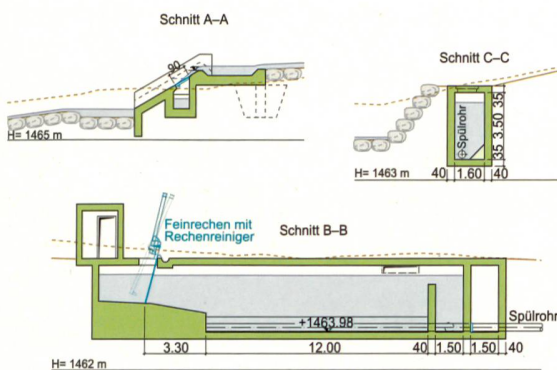 Schnitt A–A
90
H= 1465 m
Schnitt C–C
Spülrohr
35
3.50
35
40 1.60 40
H= 1463 m
Feinrechen mit
Rechenreiniger
Schnitt B–B
+1463.98
Spülrohr
3.30 12.00 40 1.50 1.50 40
H= 1462 m